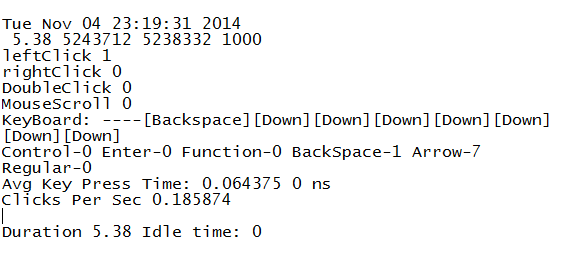 Tue Nov 04 23:19:31 2014
5.38 5243712 5238332 1000
leftClick 1
rightClick 0
DoubleClick 0
MouseScroll 0
KeyBoard: ----[Backspace][Down][Down][Down][Down][Down]
[Down][Down]
Control-0 Enter-0 Function-0 BackSpace-1 Arrow-7
Regular-0
Avg Key Press Time: 0.064375 0 ns
Clicks Per Sec 0.185874
Duration 5.38 Idle time: 0